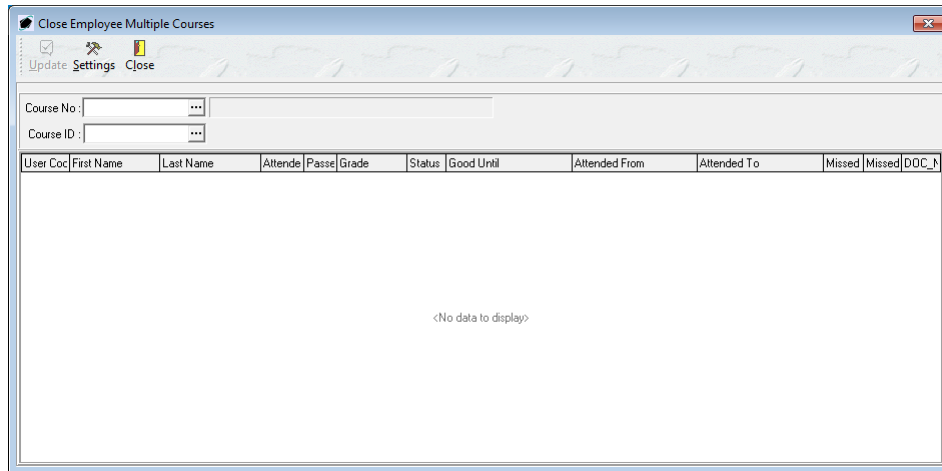 Close Employee Multiple Courses
Update Settings Close
Course No :
Course ID :
User Coc First Name Last Name Attende Passe Grade Status Good Until Attended From Attended To Missed Missed DOC_N
<No data to display>